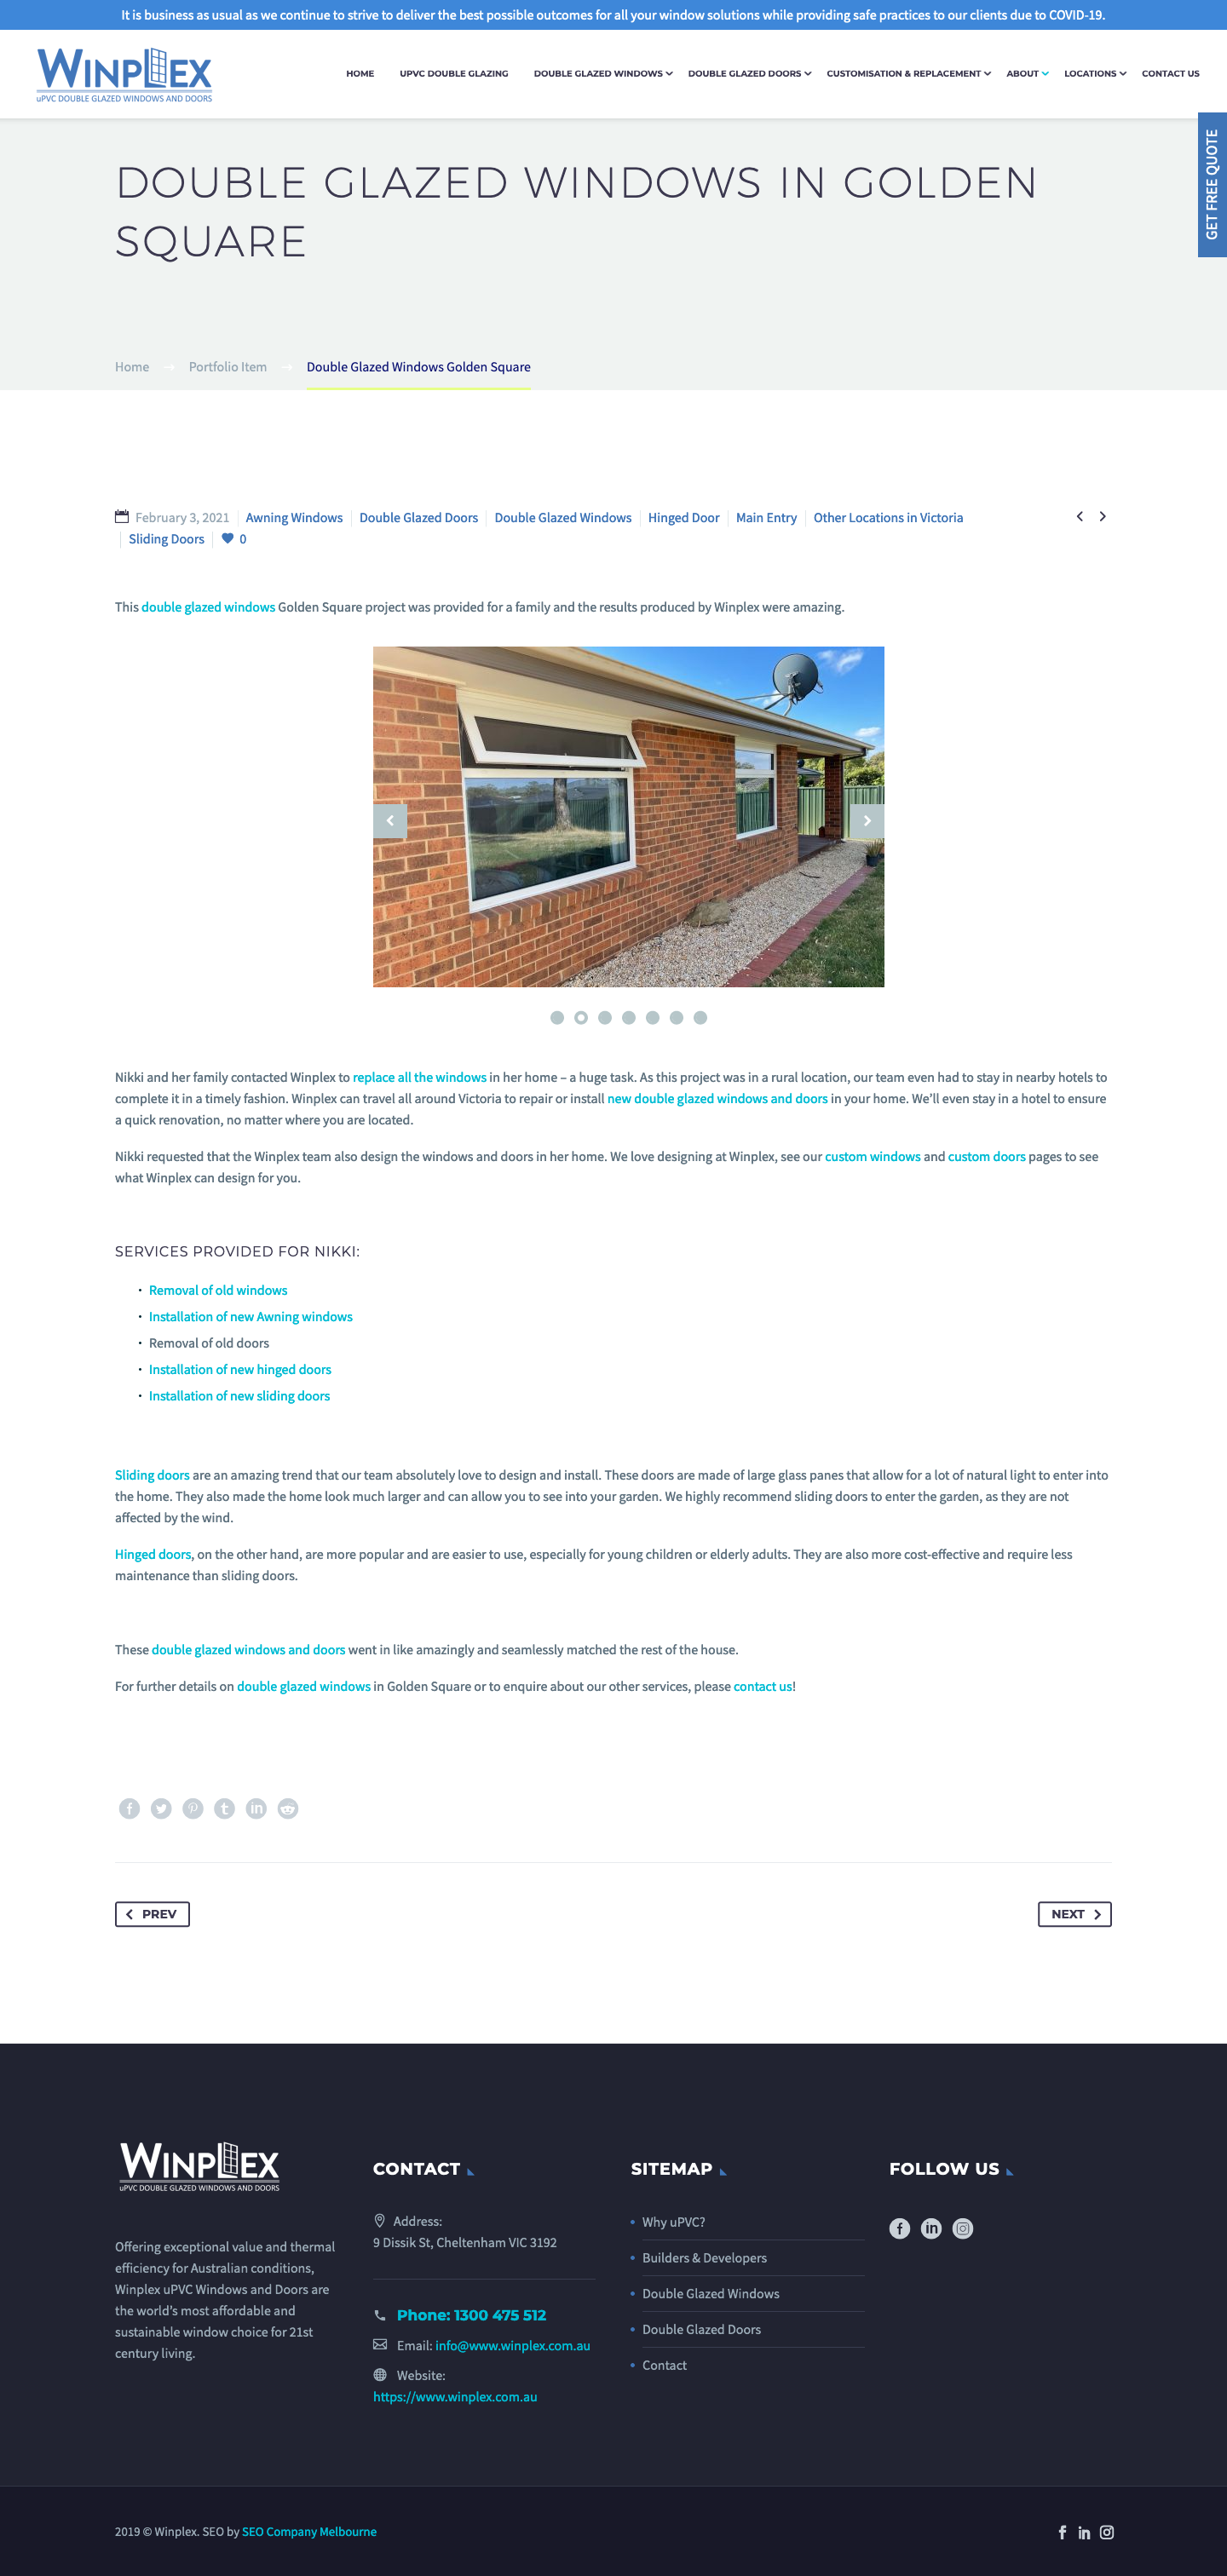 It is business as usual as we continue to strive to deliver the best possible outcomes for all your window solutions while providing safe practices to our clients due to COVID-19.
WINPLEX
uPVC DOUBLE GLAZED WINDOWS AND DOORS
HOME UPVC DOUBLE GLAZING DOUBLE GLAZED WINDOWS DOUBLE GLAZED DOORS CUSTOMISATION & REPLACEMENT ABOUT LOCATIONS CONTACT US
GET FREE QUOTE
DOUBLE GLAZED WINDOWS IN GOLDEN
SQUARE
Home Portfolio Item Double Glazed Windows Golden Square
February 3, 2021 Awning Windows Double Glazed Doors Double Glazed Windows Hinged Door Main Entry Other Locations in Victoria
Sliding Doors 0
This double glazed windows Golden Square project was provided for a family and the results produced by Winplex were amazing.
Nikki and her family contacted Winplex to replace all the windows in her home – a huge task. As this project was in a rural location, our team even had to stay in nearby hotels to
complete it in a timely fashion. Winplex can travel all around Victoria to repair or install new double glazed windows and doors in your home. We'll even stay in a hotel to ensure
a quick renovation, no matter where you are located.
Nikki requested that the Winplex team also design the windows and doors in her home. We love designing at Winplex, see our custom windows and custom doors pages to see
what Winplex can design for you.
SERVICES PROVIDED FOR NIKKI:
• Removal of old windows
• Installation of new Awning windows
• Removal of old doors
• Installation of new hinged doors
• Installation of new sliding doors
Sliding doors are an amazing trend that our team absolutely love to design and install. These doors are made of large glass panes that allow for a lot of natural light to enter into
the home. They also made the home look much larger and can allow you to see into your garden. We highly recommend sliding doors to enter the garden, as they are not
affected by the wind.
Hinged doors, on the other hand, are more popular and are easier to use, especially for young children or elderly adults. They are also more cost-effective and require less
maintenance than sliding doors.
These double glazed windows and doors went in like amazingly and seamlessly matched the rest of the house.
For further details on double glazed windows in Golden Square or to enquire about our other services, please contact us!
PREV
NEXT
WINPLEX
uPVC DOUBLE GLAZED WINDOWS AND DOORS
Offering exceptional value and thermal
efficiency for Australian conditions,
Winplex uPVC Windows and Doors are
the world's most affordable and
sustainable window choice for 21st
century living.
CONTACT
Address:
9 Dissik St, Cheltenham VIC 3192
Phone: 1300 475 512
Email: info@www.winplex.com.au
Website:
https://www.winplex.com.au
SITEMAP
Why uPVC?
Builders & Developers
Double Glazed Windows
Double Glazed Doors
Contact
FOLLOW US
2019 © Winplex. SEO by SEO Company Melbourne